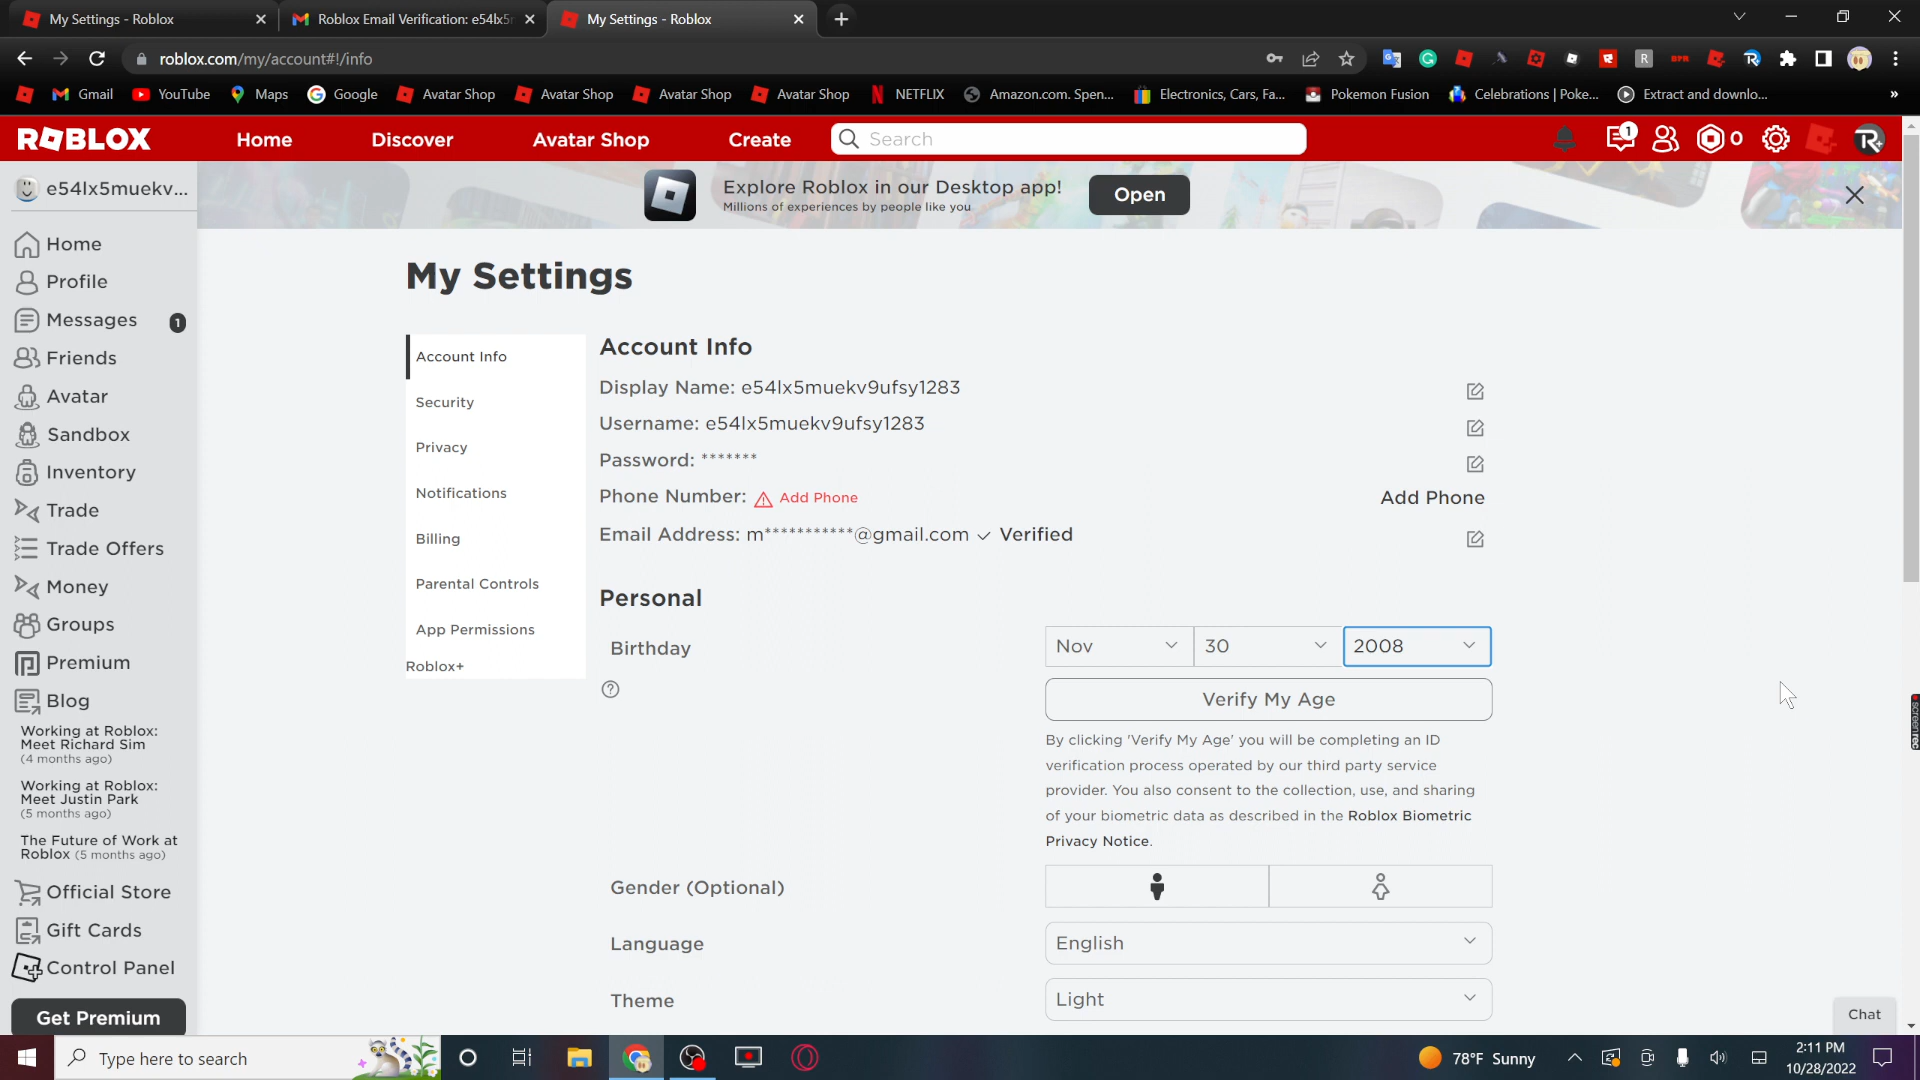 My Settings - Roblox
Roblox Email Verification: e54lx5
My Settings - Roblox
roblox.com/my/account#!/info
Gmail
YouTube
Maps
Google
Avatar Shop
Avatar Shop
Avatar Shop
Avatar Shop
NETFLIX
Amazon.com. Spen...
Electronics, Cars, Fa...
Pokemon Fusion
Celebrations | Poke...
Extract and downlo...
»
ROBLOX
Home
Discover
Avatar Shop
Create
Search
1
0
R+
e54lx5muekv...
Explore Roblox in our Desktop app!
Millions of experiences by people like you
Open
Home
Profile
Messages
1
Friends
Avatar
Sandbox
Inventory
Trade
Trade Offers
Money
Groups
Premium
Blog
Working at Roblox:
Meet Richard Sim
(4 months ago)
Working at Roblox:
Meet Justin Park
(5 months ago)
The Future of Work at
Roblox (5 months ago)
Official Store
Gift Cards
Control Panel
Get Premium
My Settings
Account Info
Security
Privacy
Notifications
Billing
Parental Controls
App Permissions
Roblox+
Account Info
Display Name: e54lx5muekv9ufsy1283
Username: e54lx5muekv9ufsy1283
Password: *******
Phone Number: Add Phone
Add Phone
Email Address: m***********@gmail.com ✓ Verified
Personal
Birthday
Nov
30
2008
Verify My Age
By clicking 'Verify My Age' you will be completing an ID
verification process operated by our third party service
provider. You also consent to the collection, use, and sharing
of your biometric data as described in the Roblox Biometric
Privacy Notice.
Gender (Optional)
Language
English
Theme
Light
Chat
screenrec
Type here to search
78°F Sunny
2:11 PM
10/28/2022